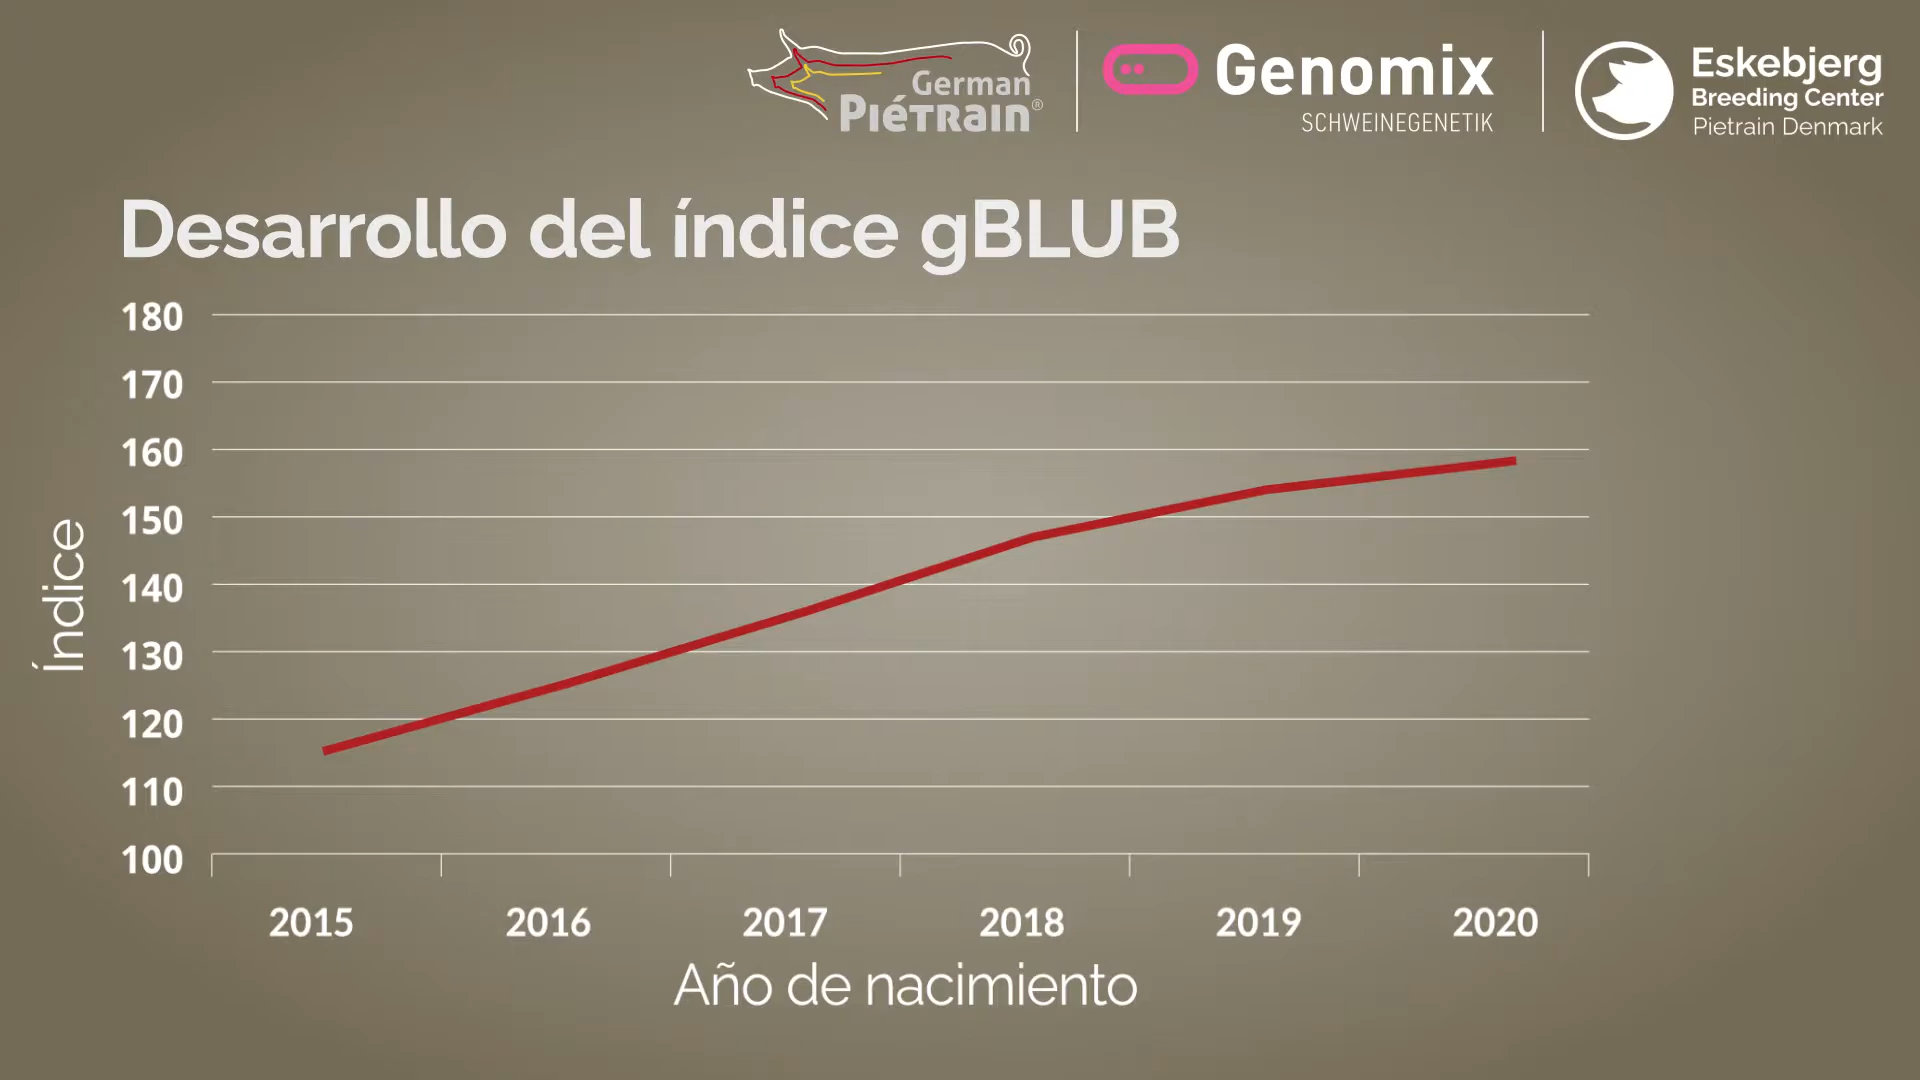 German
PIÉTRAIN®
Genomix
SCHWEINEGENETIK
Eskebjerg
Breeding Center
Pietrain Denmark
Desarrollo del índice gBLUB
180
170
160
150
140
130
120
110
100
Índice
2015 2016 2017 2018 2019 2020
Año de nacimiento